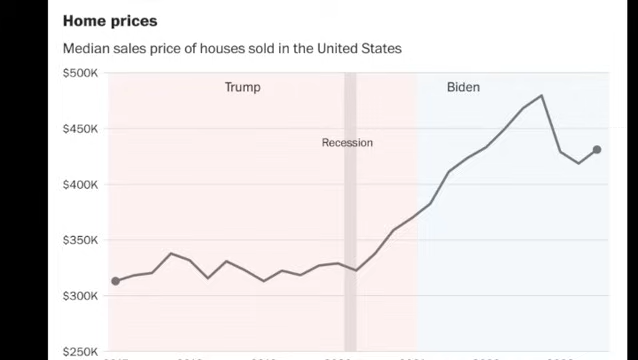 Home prices
Median sales price of houses sold in the United States
$500K
Trump
Biden
$450K
Recession
$400K
$350K
$300K
$250K